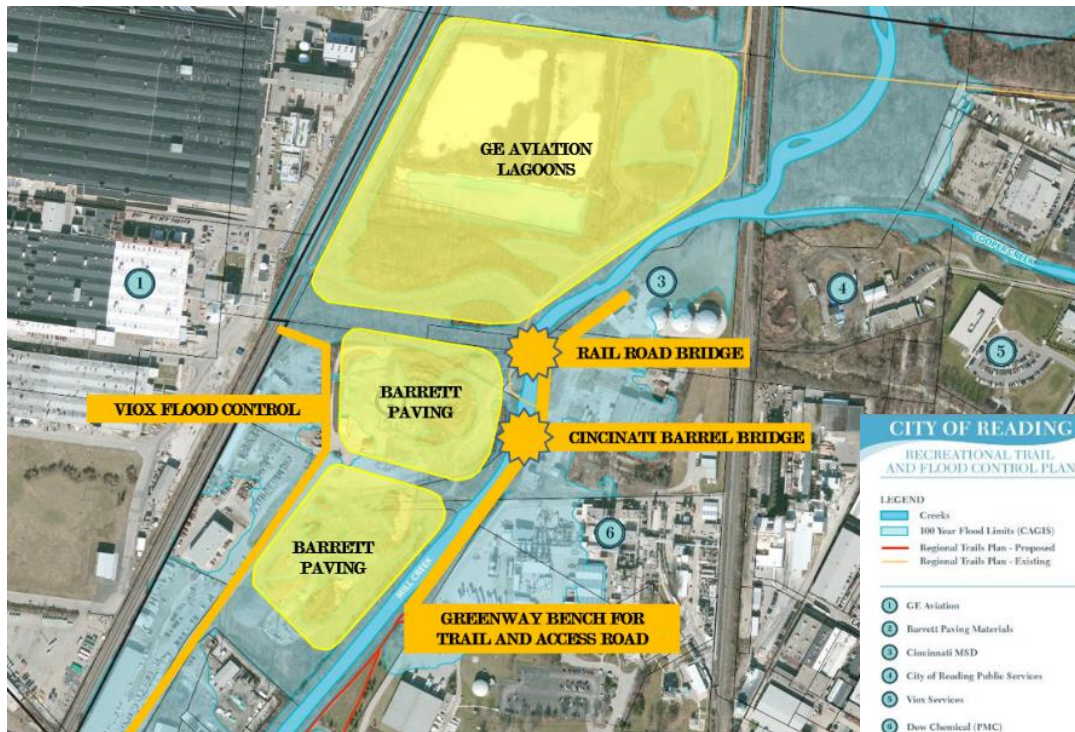 GE AVIATION
LAGOONS
COOPER CREEK
1
3
4
5
RAIL ROAD BRIDGE
BARRETT
PAVING
VIOX FLOOD CONTROL
CINCINATI BARREL BRIDGE
BARRETT
PAVING
6
MILL CREEK
GREENWAY BENCH FOR
TRAIL AND ACCESS ROAD
CITY OF READING
RECREATIONAL TRAIL
AND FLOOD CONTROL PLAN
LEGEND
Creeks
100 Year Flood Limits (CAGIS)
Regional Trails Plan - Proposed
Regional Trails Plan - Existing
1 GE Aviation
2 Barrett Paving Materials
3 Cincinnati MSD
4 City of Reading Public Services
5 Viox Services
6 Dow Chemical (PMC)